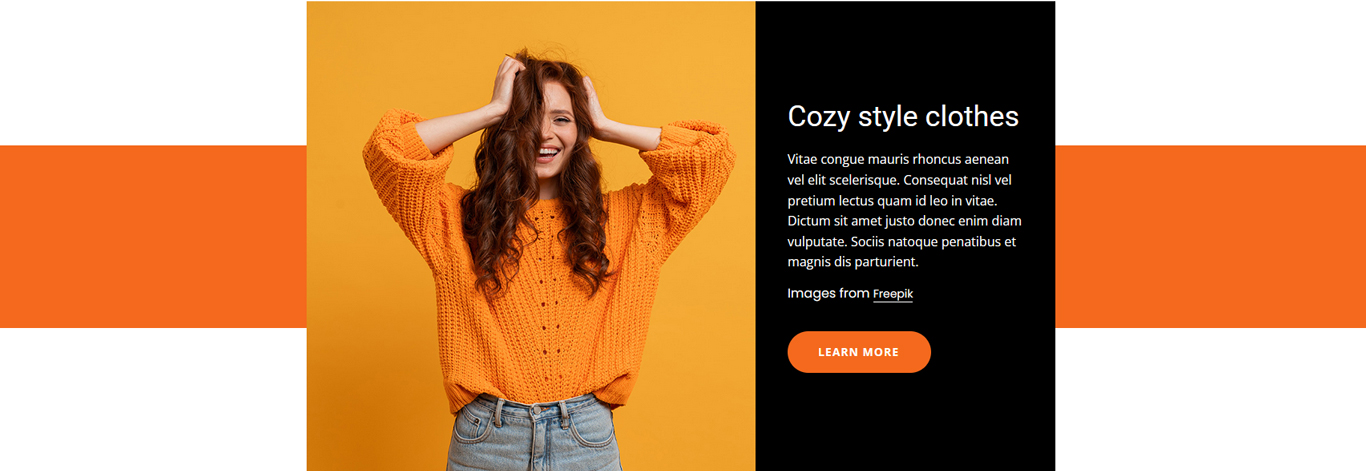 Cozy style clothes
Vitae congue mauris rhoncus aenean
vel elit scelerisque. Consequat nisl vel
pretium lectus quam id leo in vitae.
Dictum sit amet justo donec enim diam
vulputate. Sociis natoque penatibus et
magnis dis parturient.
Images from Freepik
LEARN MORE